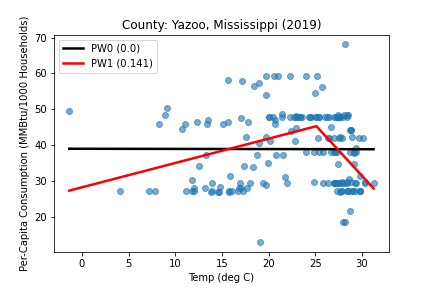 County: Yazoo, Mississippi (2019)
PW0 (0.0)
PW1 (0.141)
Per-Capita Consumption (MMBtu/1000 Households)
70
60
50
40
30
20
0 5 10 15 20 25 30
Temp (deg C)